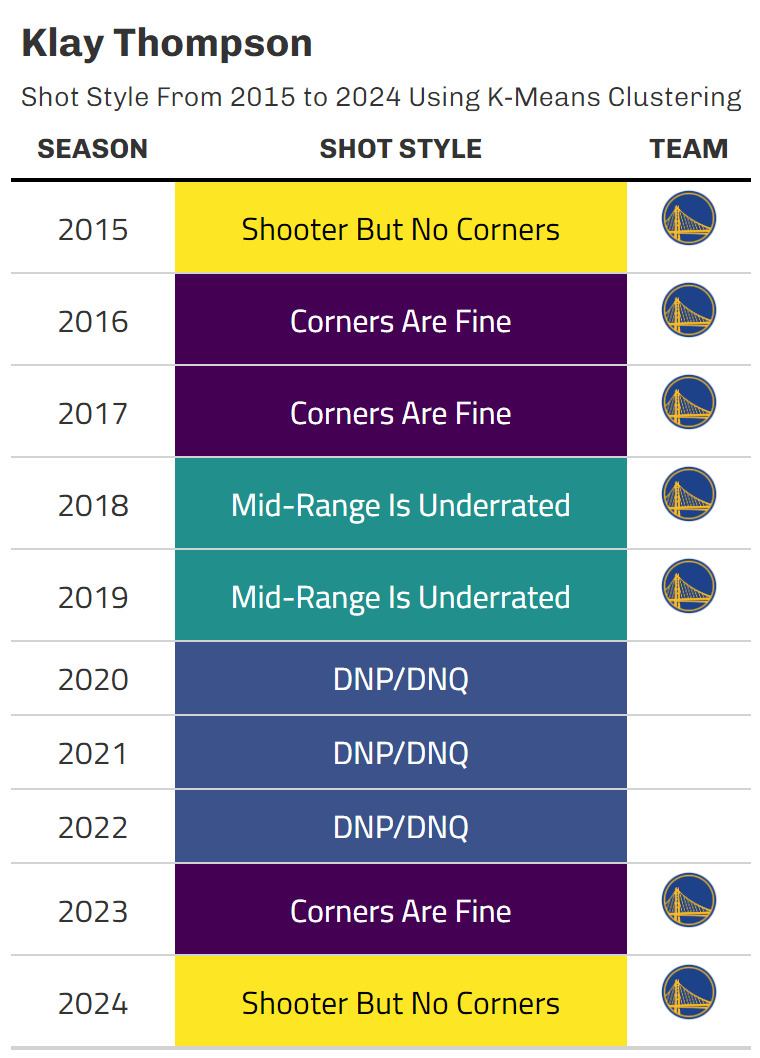 Klay Thompson
Shot Style From 2015 to 2024 Using K-Means Clustering
SEASON SHOT STYLE TEAM
2015 Shooter But No Corners
2016 Corners Are Fine
2017 Corners Are Fine
2018 Mid-Range Is Underrated
2019 Mid-Range Is Underrated
2020 DNP/DNQ
2021 DNP/DNQ
2022 DNP/DNQ
2023 Corners Are Fine
2024 Shooter But No Corners